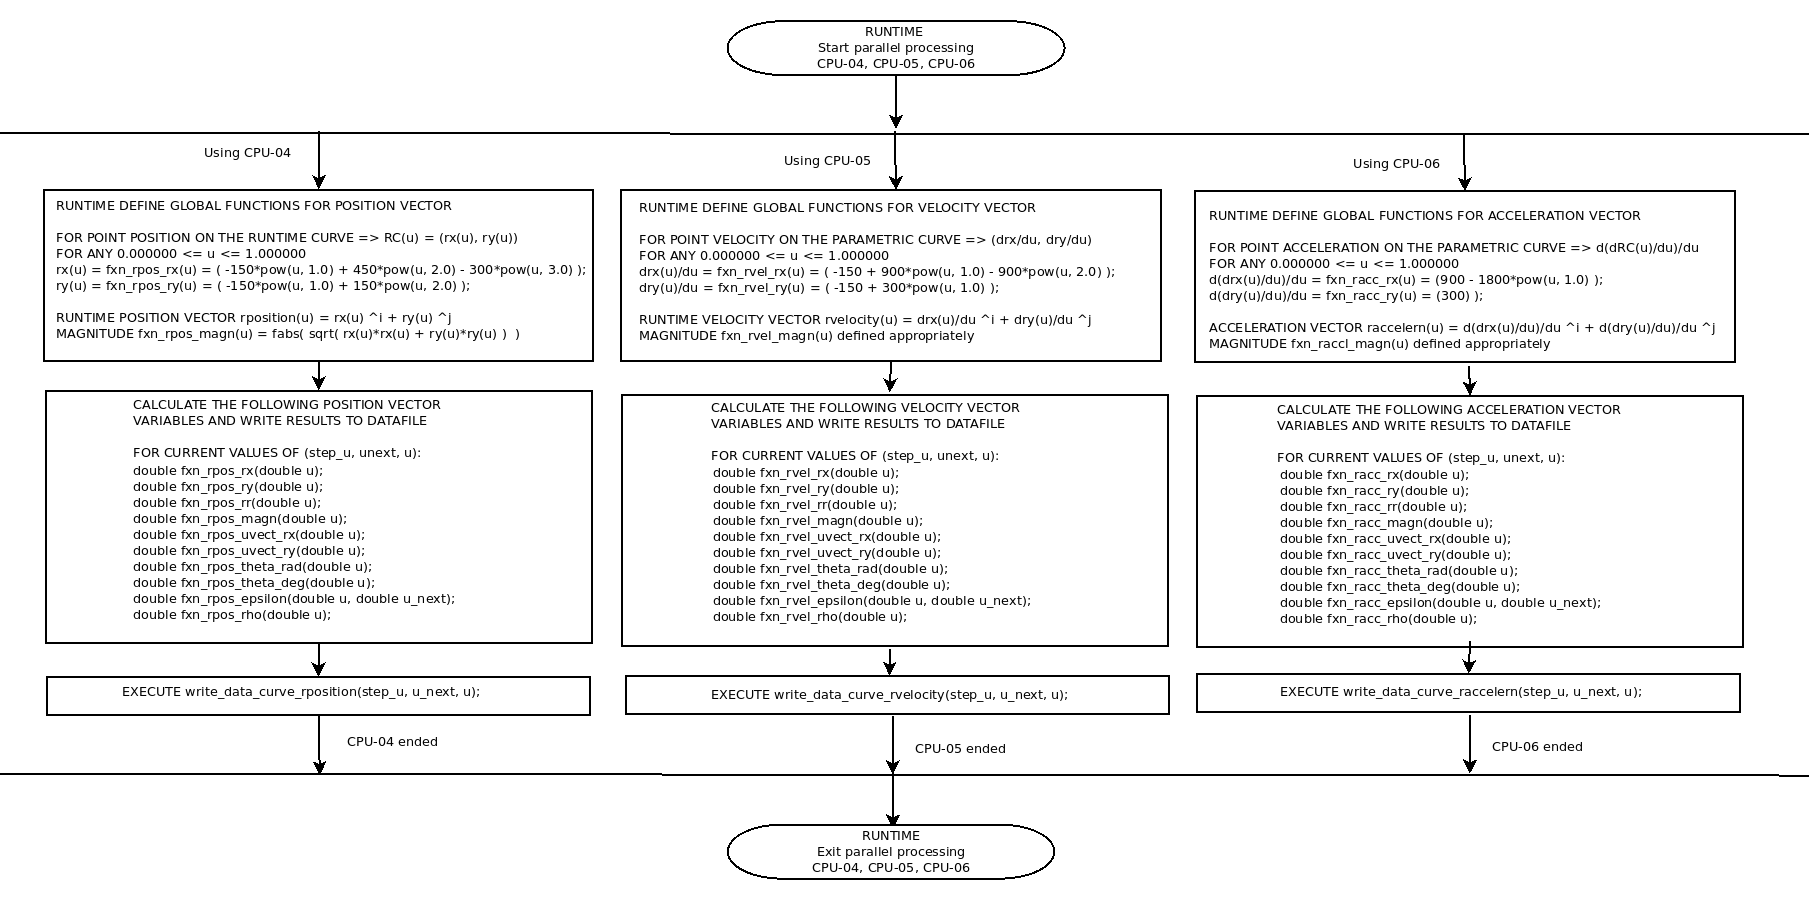 RUNTIME
Start parallel processing
CPU-04, CPU-05, CPU-06
Using CPU-04
RUNTIME DEFINE GLOBAL FUNCTIONS FOR POSITION VECTOR
FOR POINT POSITION ON THE RUNTIME CURVE => RC(u) = (rx(u), ry(u))
FOR ANY 0.000000 <= u <= 1.000000
rx(u) = fxn_rpos_rx(u) = ( -150*pow(u, 1.0) + 450*pow(u, 2.0) - 300*pow(u, 3.0) );
ry(u) = fxn_rpos_ry(u) = ( -150*pow(u, 1.0) + 150*pow(u, 2.0) );
RUNTIME POSITION VECTOR rposition(u) = rx(u) ^i + ry(u) ^j
MAGNITUDE fxn_rpos_magn(u) = fabs( sqrt( rx(u)*rx(u) + ry(u)*ry(u) )  )
CALCULATE THE FOLLOWING POSITION VECTOR
VARIABLES AND WRITE RESULTS TO DATAFILE
FOR CURRENT VALUES OF (step_u, unext, u):
double fxn_rpos_rx(double u);
double fxn_rpos_ry(double u);
double fxn_rpos_rr(double u);
double fxn_rpos_magn(double u);
double fxn_rpos_uvect_rx(double u);
double fxn_rpos_uvect_ry(double u);
double fxn_rpos_theta_rad(double u);
double fxn_rpos_theta_deg(double u);
double fxn_rpos_epsilon(double u, double u_next);
double fxn_rpos_rho(double u);
EXECUTE write_data_curve_rposition(step_u, u_next, u);
CPU-04 ended
Using CPU-05
RUNTIME DEFINE GLOBAL FUNCTIONS FOR VELOCITY VECTOR
FOR POINT VELOCITY ON THE PARAMETRIC CURVE => (drx/du, dry/du)
FOR ANY 0.000000 <= u <= 1.000000
drx(u)/du = fxn_rvel_rx(u) = ( -150 + 900*pow(u, 1.0) - 900*pow(u, 2.0) );
dry(u)/du = fxn_rvel_ry(u) = ( -150 + 300*pow(u, 1.0) );
RUNTIME VELOCITY VECTOR rvelocity(u) = drx(u)/du ^i + dry(u)/du ^j
MAGNITUDE fxn_rvel_magn(u) defined appropriately
CALCULATE THE FOLLOWING VELOCITY VECTOR
VARIABLES AND WRITE RESULTS TO DATAFILE
FOR CURRENT VALUES OF (step_u, unext, u):
double fxn_rvel_rx(double u);
double fxn_rvel_ry(double u);
double fxn_rvel_rr(double u);
double fxn_rvel_magn(double u);
double fxn_rvel_uvect_rx(double u);
double fxn_rvel_uvect_ry(double u);
double fxn_rvel_theta_rad(double u);
double fxn_rvel_theta_deg(double u);
double fxn_rvel_epsilon(double u, double u_next);
double fxn_rvel_rho(double u);
EXECUTE write_data_curve_rvelocity(step_u, u_next, u);
CPU-05 ended
Using CPU-06
RUNTIME DEFINE GLOBAL FUNCTIONS FOR ACCELERATION VECTOR
FOR POINT ACCELERATION ON THE PARAMETRIC CURVE => d(dRC(u)/du)/du
FOR ANY 0.000000 <= u <= 1.000000
d(drx(u)/du)/du = fxn_racc_rx(u) = (900 - 1800*pow(u, 1.0) );
d(dry(u)/du)/du = fxn_racc_ry(u) = (300) );
ACCELERATION VECTOR raccelern(u) = d(drx(u)/du)/du ^i + d(dry(u)/du)/du ^j
MAGNITUDE fxn_raccl_magn(u) defined appropriately
CALCULATE THE FOLLOWING ACCELERATION VECTOR
VARIABLES AND WRITE RESULTS TO DATAFILE
FOR CURRENT VALUES OF (step_u, unext, u):
double fxn_racc_rx(double u);
double fxn_racc_ry(double u);
double fxn_racc_rr(double u);
double fxn_racc_magn(double u);
double fxn_racc_uvect_rx(double u);
double fxn_racc_uvect_ry(double u);
double fxn_racc_theta_rad(double u);
double fxn_racc_theta_deg(double u);
double fxn_racc_epsilon(double u, double u_next);
double fxn_racc_rho(double u);
EXECUTE write_data_curve_raccelern(step_u, u_next, u);
CPU-06 ended
RUNTIME
Exit parallel processing
CPU-04, CPU-05, CPU-06